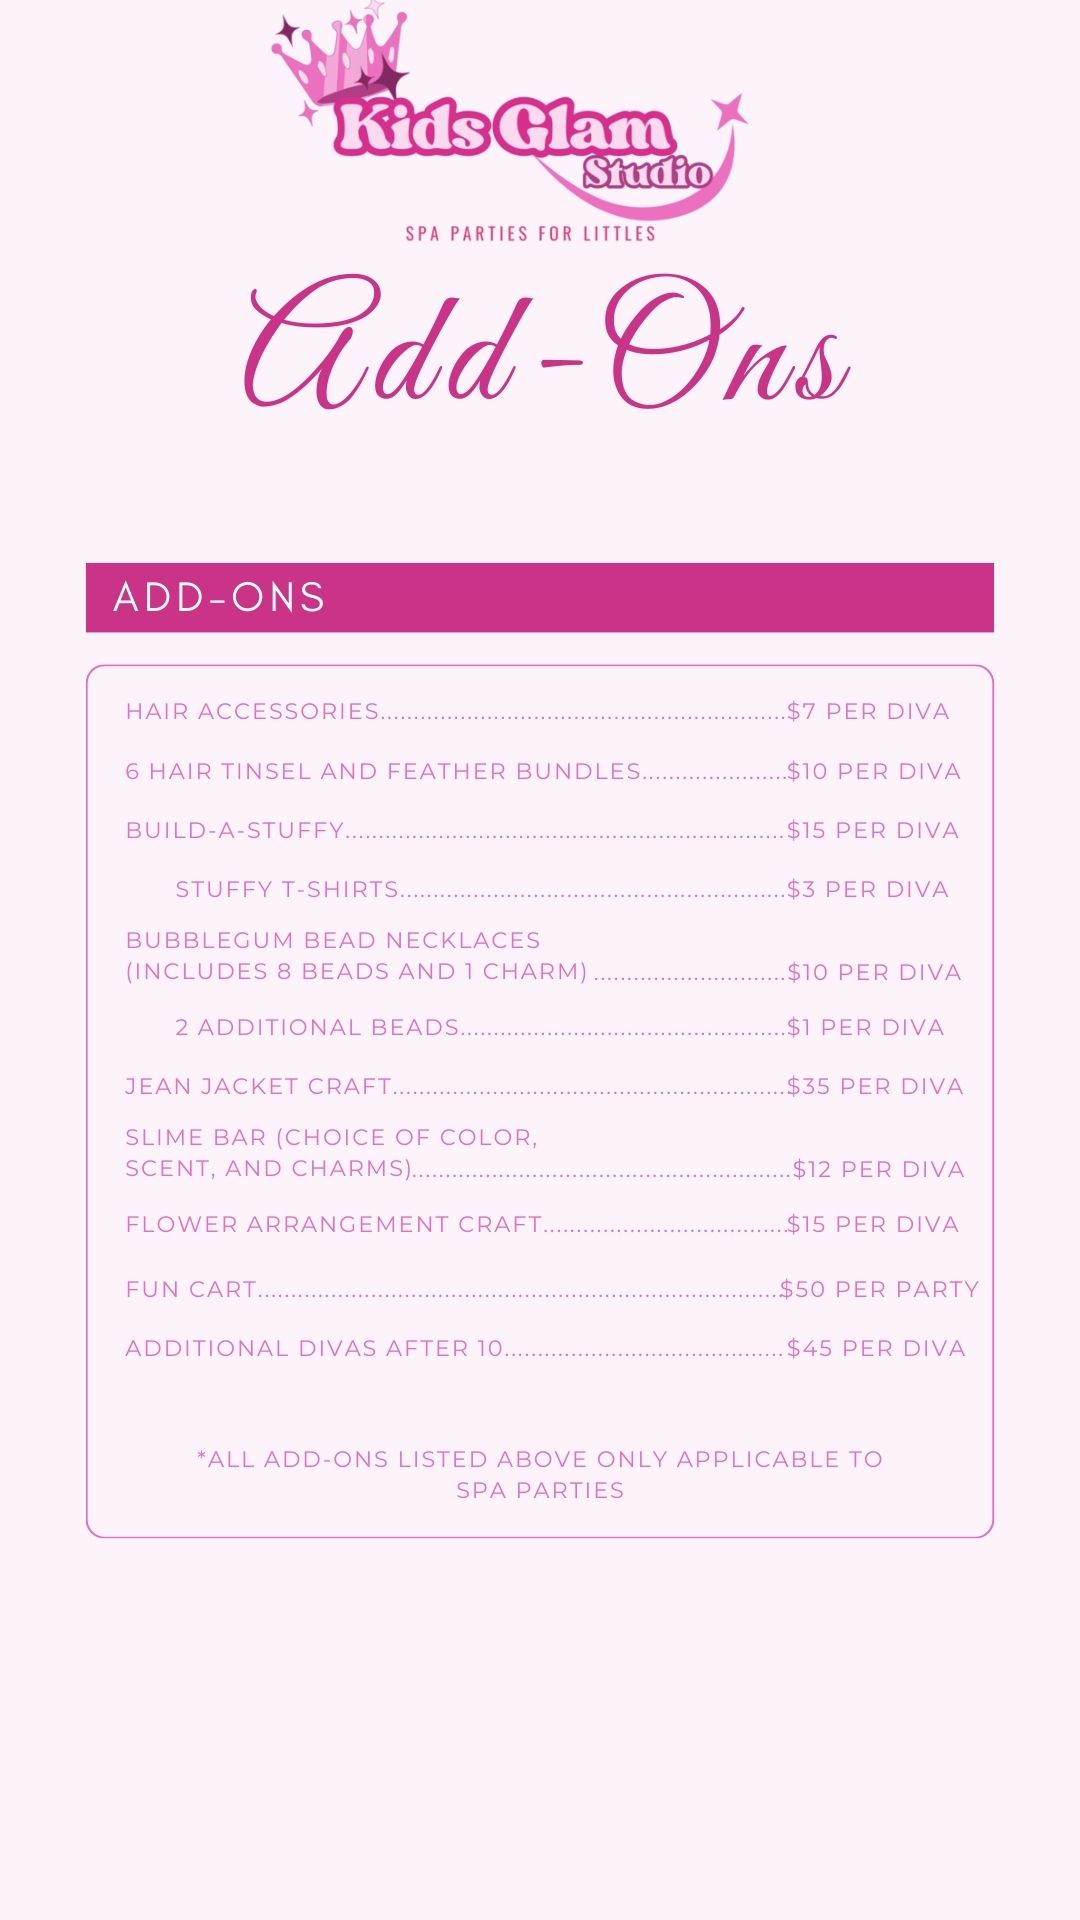 Kids Glam
Studio
SPA PARTIES FOR LITTLES
Add-Ons
ADD-ONS
HAIR ACCESSORIES.............................................................$7 PER DIVA
6 HAIR TINSEL AND FEATHER BUNDLES......................$10 PER DIVA
BUILD-A-STUFFY..................................................................$15 PER DIVA
STUFFY T-SHIRTS..........................................................$3 PER DIVA
BUBBLEGUM BEAD NECKLACES
(INCLUDES 8 BEADS AND 1 CHARM) .............................$10 PER DIVA
2 ADDITIONAL BEADS.................................................$1 PER DIVA
JEAN JACKET CRAFT............................................................$35 PER DIVA
SLIME BAR (CHOICE OF COLOR,
SCENT, AND CHARMS).........................................................$12 PER DIVA
FLOWER ARRANGEMENT CRAFT.....................................$15 PER DIVA
FUN CART...............................................................................$50 PER PARTY
ADDITIONAL DIVAS AFTER 10..........................................$45 PER DIVA
*ALL ADD-ONS LISTED ABOVE ONLY APPLICABLE TO
SPA PARTIES